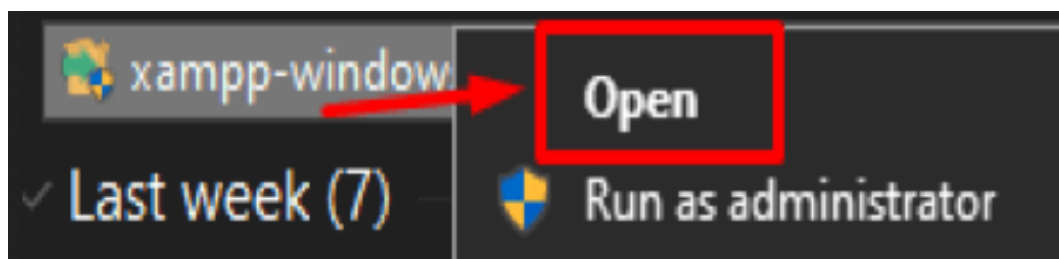 xampp-window
Open
Last week (7)
Run as administrator